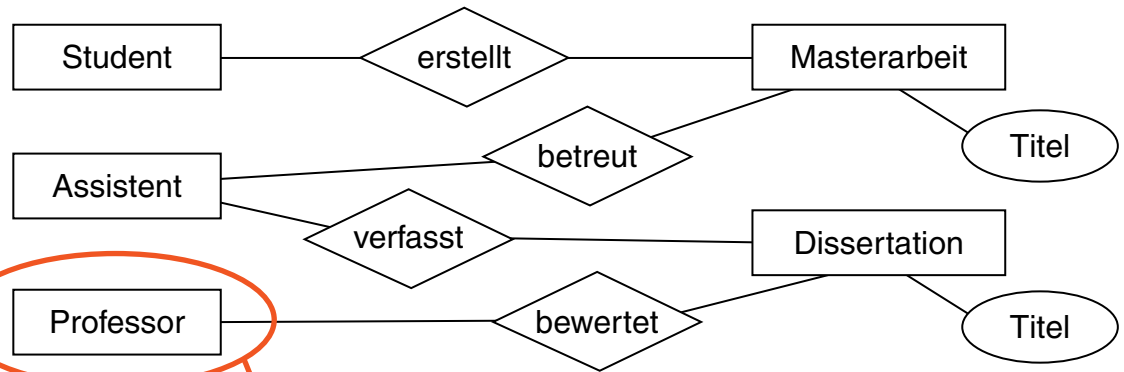 Student
erstellt
Masterarbeit
Titel
betreut
Assistent
verfasst
Dissertation
Professor
bewertet
Titel